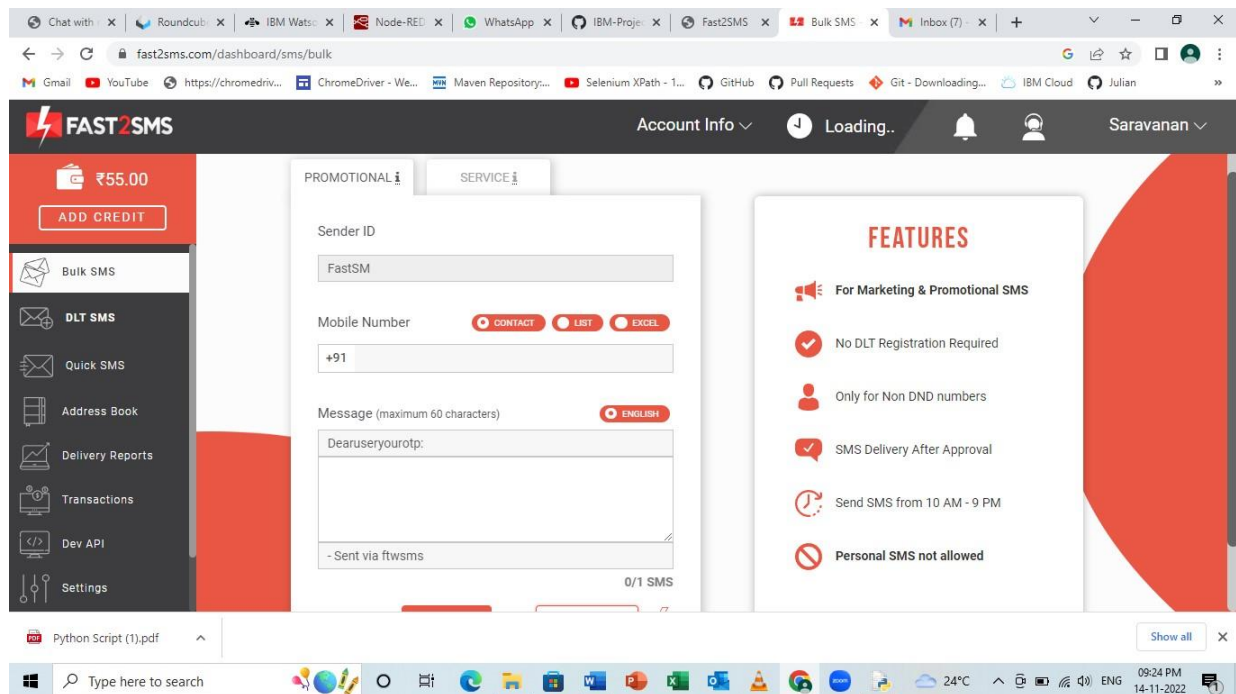 Chat with
Roundcub
IBM Watso
Node-RED
WhatsApp
IBM-Projec
Fast2SMS
Bulk SMS -
Inbox (7) -
fast2sms.com/dashboard/sms/bulk
Gmail
YouTube
https://chromedriv...
ChromeDriver - We...
Maven Repository:...
Selenium XPath - 1...
GitHub
Pull Requests
Git - Downloading...
IBM Cloud
Julian
»
FAST2SMS
Account Info
Loading..
Saravanan
₹55.00
ADD CREDIT
Bulk SMS
DLT SMS
Quick SMS
Address Book
Delivery Reports
Transactions
Dev API
Settings
PROMOTIONAL i
SERVICE i
Sender ID
FastSM
Mobile Number
CONTACT
LIST
EXCEL
+91
Message (maximum 60 characters)
ENGLISH
Dearuseryourotp:
- Sent via ftwsms
0/1 SMS
FEATURES
For Marketing & Promotional SMS
No DLT Registration Required
Only for Non DND numbers
SMS Delivery After Approval
Send SMS from 10 AM - 9 PM
Personal SMS not allowed
PDF
Python Script (1).pdf
Show all
Type here to search
zoom
24°C
ENG
09:24 PM
14-11-2022